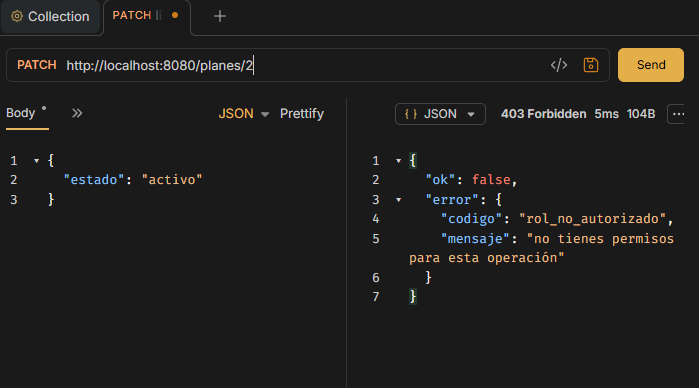 Collection
PATCH li
PATCH http://localhost:8080/planes/2
</>
Send
Body
JSON Prettify
{ } JSON 403 Forbidden 5ms 104B ...
1 {
2 "estado": "activo"
3 }
1 {
2 "ok": false,
3 "error": {
4 "codigo": "rol_no_autorizado",
5 "mensaje": "no tienes permisos
para esta operación"
6 }
7 }